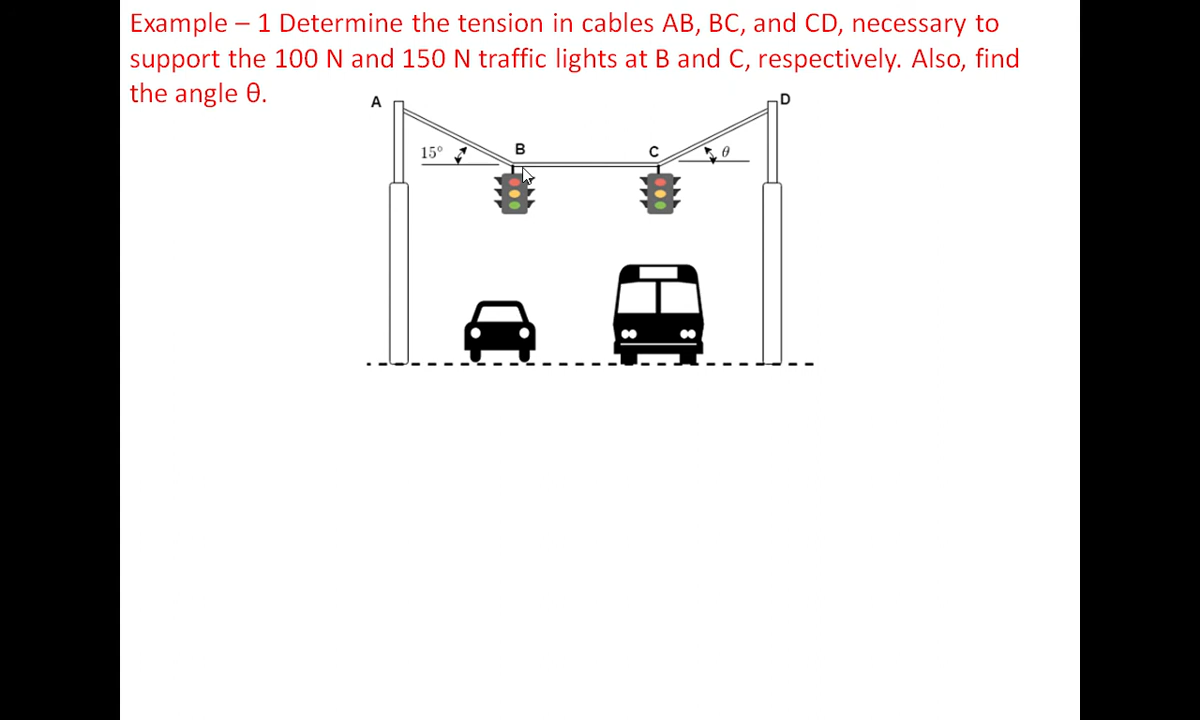 Example – 1 Determine the tension in cables AB, BC, and CD, necessary to
support the 100 N and 150 N traffic lights at B and C, respectively. Also, find
the angle θ.
A
D
15°
B
C
θ